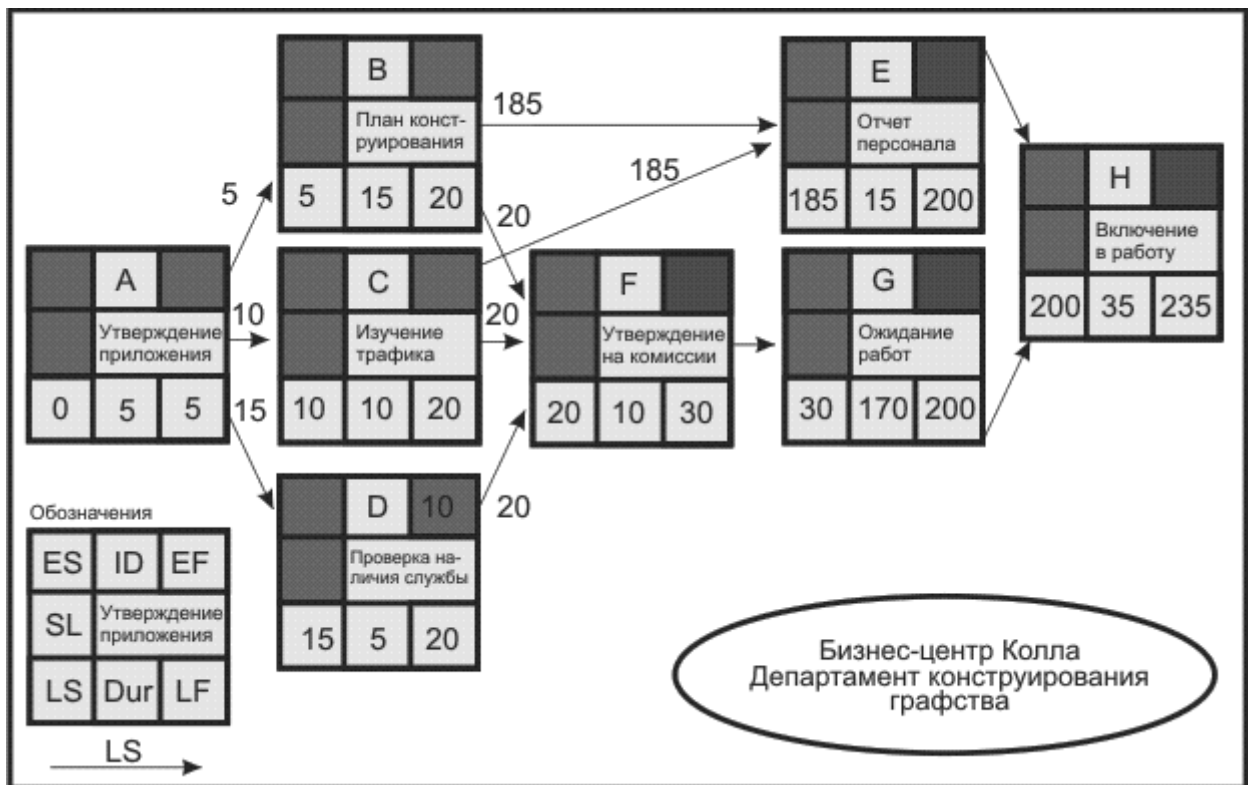 B
План конст-
руирования
5 15 20
185
E
Отчет
персонала
185 15 200
185
H
Включение
в работу
200 35 235
5
20
A
Утверждение
приложения
0 5 5
10
C
Изучение
трафика
10 10 20
20
F
Утверждение
на комиссии
20 10 30
G
Ожидание
работ
30 170 200
15
D 10
Проверка на-
личия службы
15 5 20
20
Обозначения
ES ID EF
SL Утверждение
приложения
LS Dur LF
LS
Бизнес-центр Колла
Департамент конструирования
графства